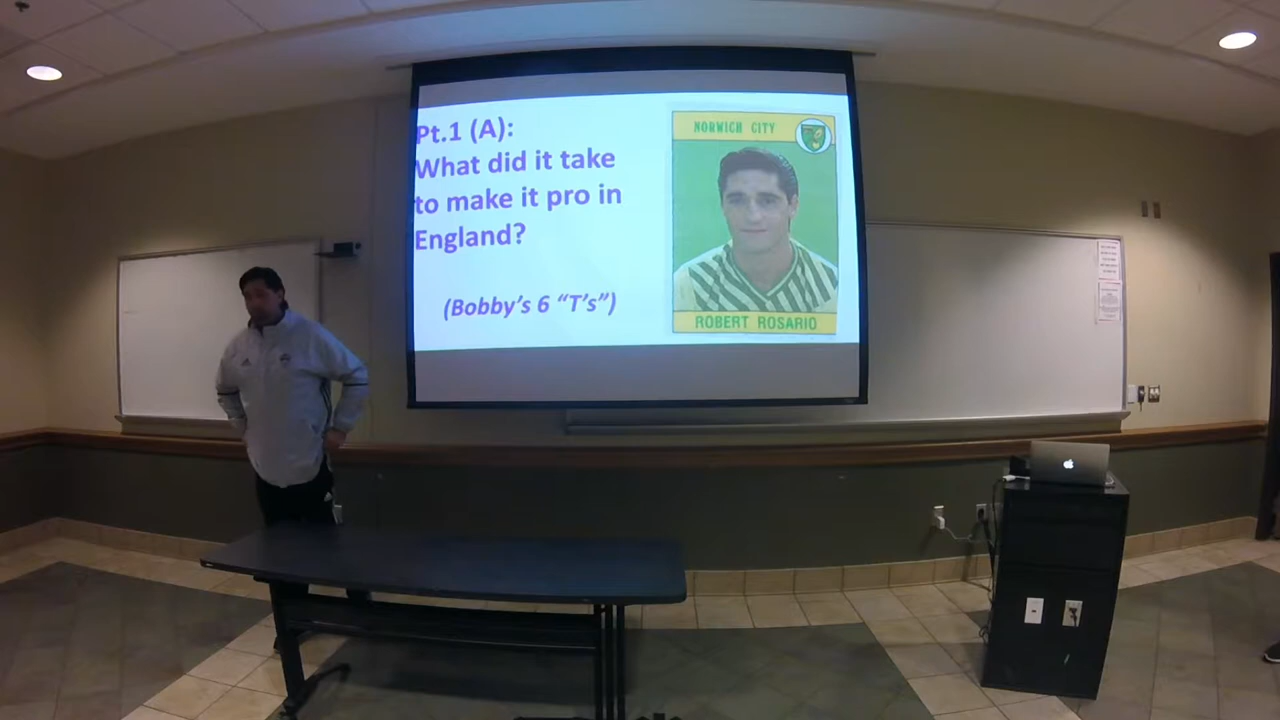 Pt.1 (A):
What did it take
to make it pro in
England?
(Bobby's 6 “T's”)
NORWICH CITY
ROBERT ROSARIO